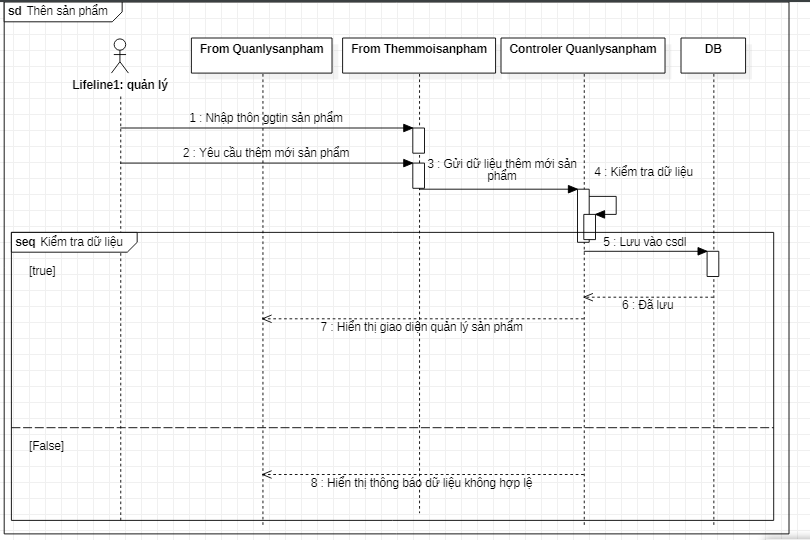 sd Thên sản phẩm
From Quanlysanpham
From Themmoisanpham
Controler Quanlysanpham
DB
Lifeline1: quản lý
1 : Nhập thôn ggtin sản phẩm
2 : Yêu cầu thêm mới sản phẩm
3 : Gửi dữ liệu thêm mới sản
phẩm
4 : Kiểm tra dữ liệu
seq Kiểm tra dữ liệu
5 : Lưu vào csdl
[true]
6 : Đã lưu
7 : Hiển thị giao diện quản lý sản phẩm
[False]
8 : Hiển thị thông báo dữ liệu không hợp lệ